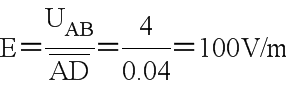 E = U_AB / \overline{AD} = 4 / 0.04 = 100V/m